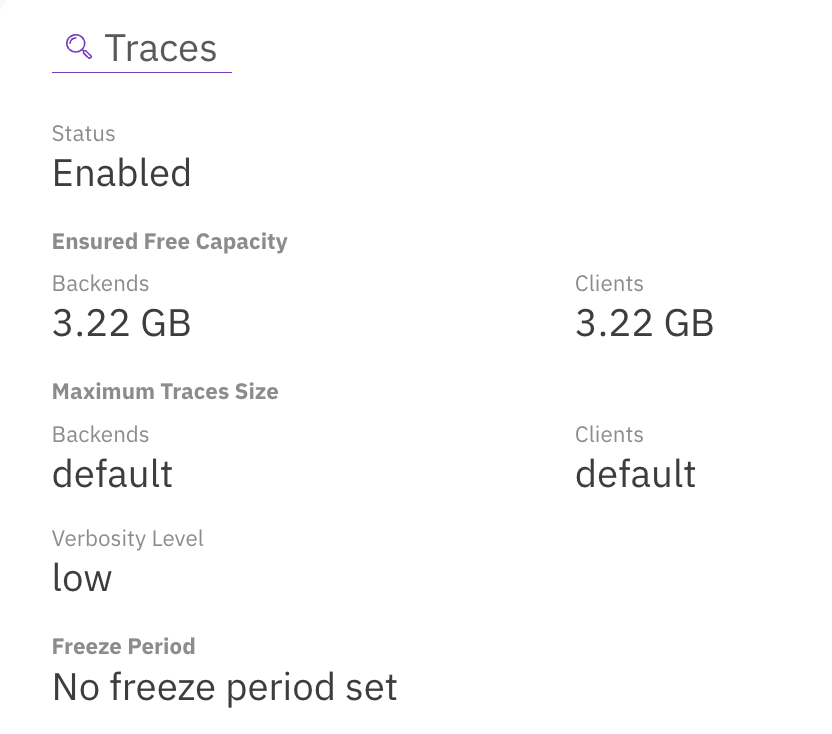 Traces
Status
Enabled
Ensured Free Capacity
Backends Clients
3.22 GB 3.22 GB
Maximum Traces Size
Backends Clients
default default
Verbosity Level
low
Freeze Period
No freeze period set